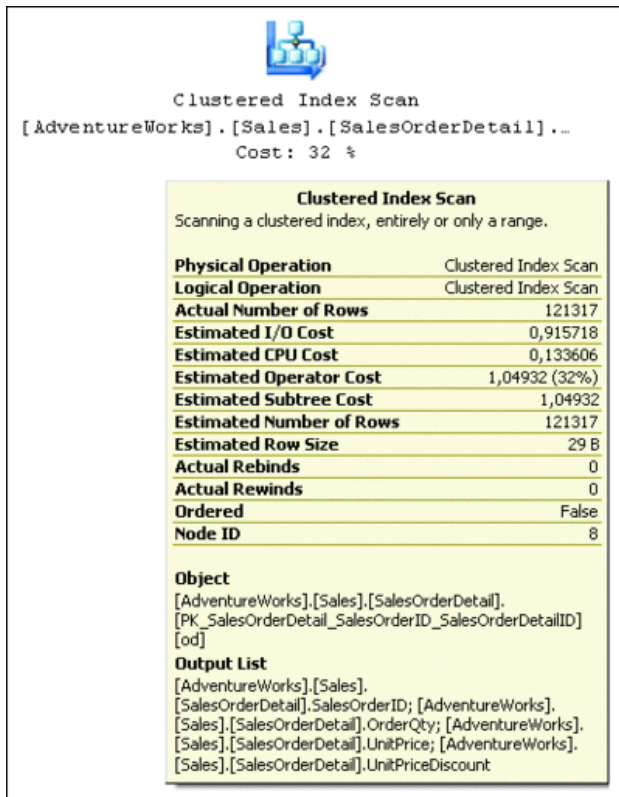 Clustered Index Scan
[AdventureWorks].[Sales].[SalesOrderDetail]....
Cost: 32 %
Clustered Index Scan
Scanning a clustered index, entirely or only a range.
Physical Operation Clustered Index Scan
Logical Operation Clustered Index Scan
Actual Number of Rows 121317
Estimated I/O Cost 0,915718
Estimated CPU Cost 0,133606
Estimated Operator Cost 1,04932 (32%)
Estimated Subtree Cost 1,04932
Estimated Number of Rows 121317
Estimated Row Size 29 B
Actual Rebinds 0
Actual Rewinds 0
Ordered False
Node ID 8
Object
[AdventureWorks].[Sales].[SalesOrderDetail].
[PK_SalesOrderDetail_SalesOrderID_SalesOrderDetailID]
[od]
Output List
[AdventureWorks].[Sales].
[SalesOrderDetail].SalesOrderID; [AdventureWorks].
[Sales].[SalesOrderDetail].OrderQty; [AdventureWorks].
[Sales].[SalesOrderDetail].UnitPrice; [AdventureWorks].
[Sales].[SalesOrderDetail].UnitPriceDiscount